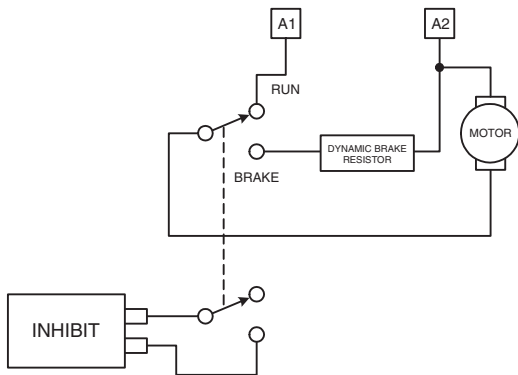 A1
A2
RUN
DYNAMIC BRAKE
RESISTOR
MOTOR
BRAKE
INHIBIT